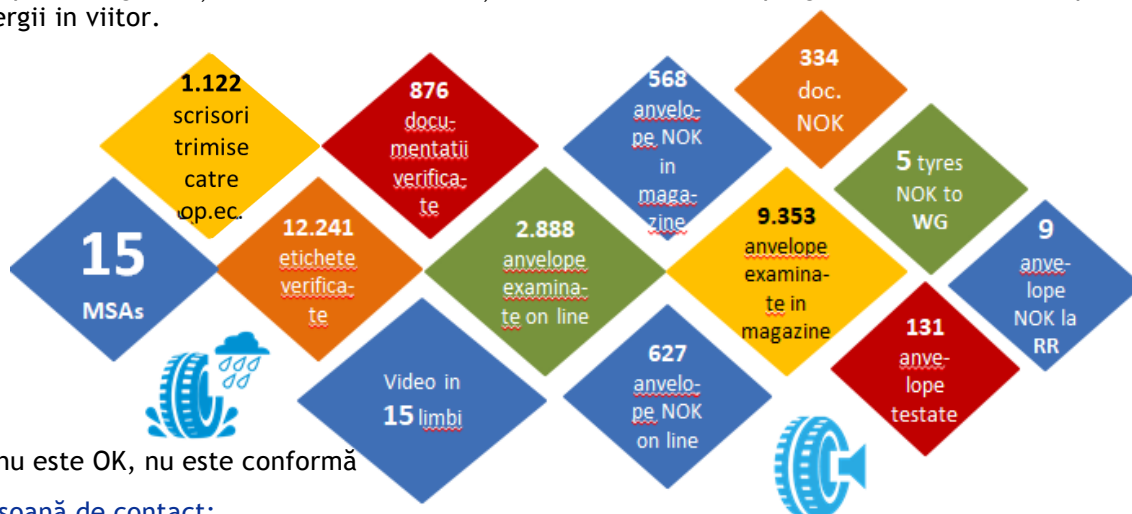 ergii in viitor.
1.122
scrisori
trimise
catre
op.ec.
876
docu-
mentatii
verifica-
te
568
anvelo-
pe NOK
in
maga-
zine
334
doc.
NOK
5 tyres
NOK to
WG
15
MSAs
12.241
etichete
verifica-
te
2.888
anvelope
examina-
te on line
9.353
anvelope
examina-
te in
magazine
9
anve-
lope
NOK la
RR
Video in
15 limbi
627
anvelo-
pe NOK
on line
131
anve-
lope
testate
nu este OK, nu este conformă
soană de contact: